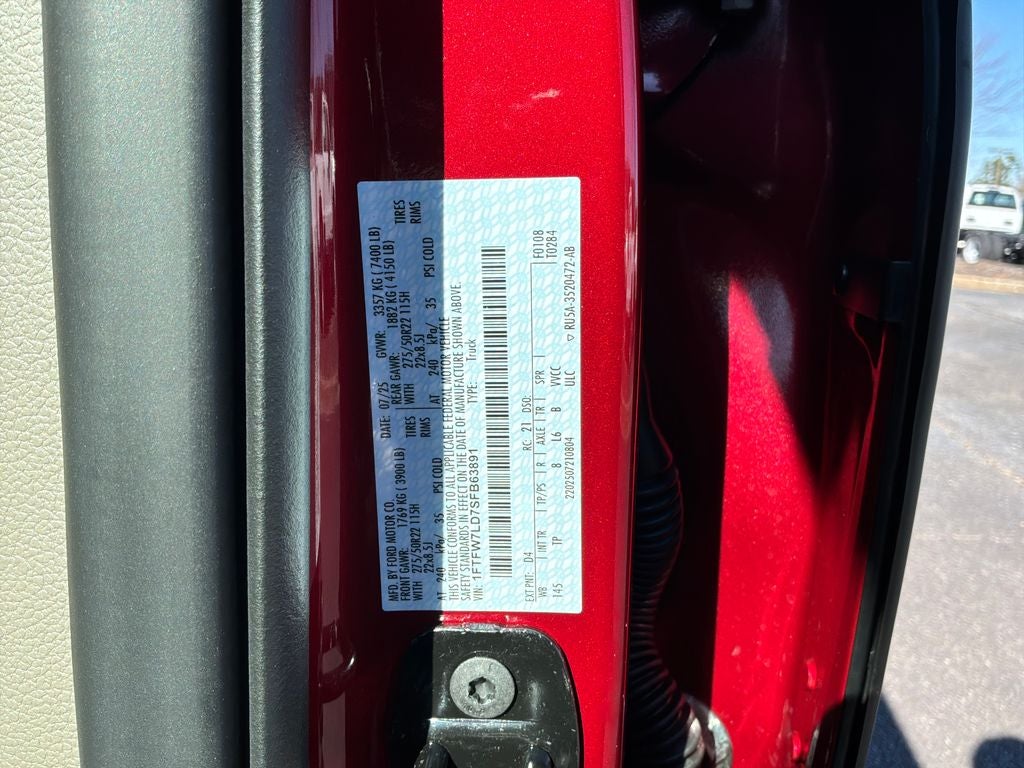 MFD. BY FORD MOTOR CO. DATE: 07/25 GVWR: 3357 KG ( 7400 LB)
FRONT GAWR: 1769 KG ( 3900 LB) REAR GAWR: 1882 KG ( 4150 LB)
WITH 275/50R22 115H TIRES WITH 275/50R22 115H TIRES
22x8.5J RIMS 22x8.5J RIMS
AT 240 kPa/ 35 PSI COLD AT 240 kPa/ 35 PSI COLD
THIS VEHICLE CONFORMS TO ALL APPLICABLE FEDERAL MOTOR VEHICLE
SAFETY STANDARDS IN EFFECT ON THE DATE OF MANUFACTURE SHOWN ABOVE.
VIN: 1FTFW7LD7SFB63891 TYPE: Truck
EXT PNT: D4 RC: 21 DSO: F0108
WB INT TR TP/PS R AXLE TR SPR T0284
145 TP 8 L6 B VVCC
2202507210804 ULC ▽ RU5A-3520472-AB